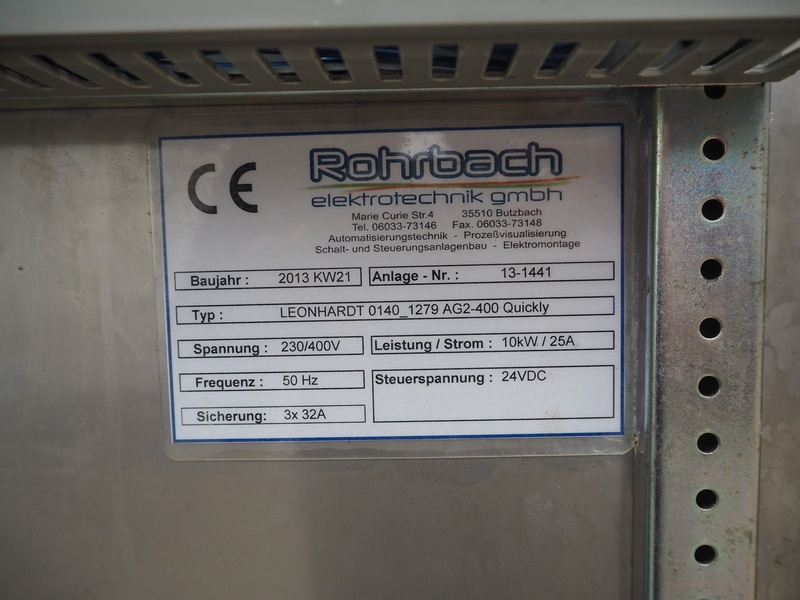 CE
Rohrbach
elektrotechnik gmbh
Marie Curie Str.4 35510 Butzbach
Tel. 06033-73146 Fax. 06033-73148
Automatisierungstechnik - Prozeßvisualisierung
Schalt- und Steuerungsanlagenbau - Elektromontage
Baujahr : 2013 KW21 Anlage - Nr. : 13-1441
Typ : LEONHARDT 0140_1279 AG2-400 Quickly
Spannung : 230/400V Leistung / Strom : 10kW / 25A
Frequenz : 50 Hz Steuerspannung : 24VDC
Sicherung: 3x 32A